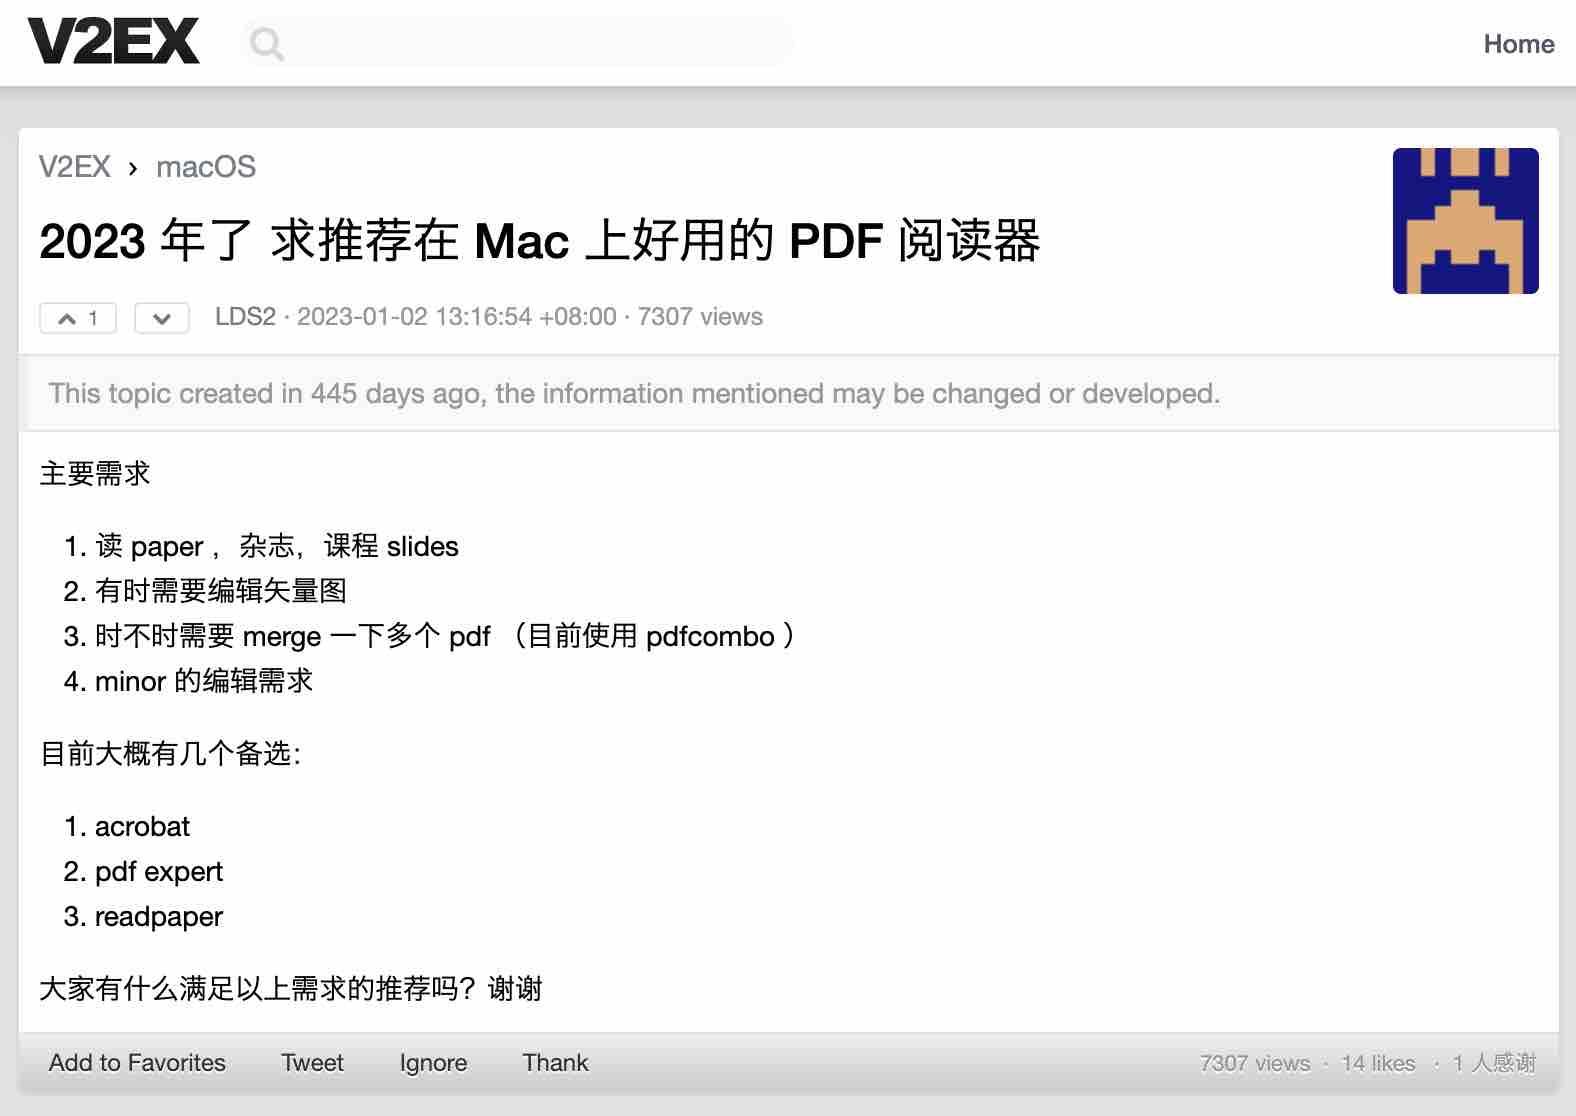 V2EX
Home
V2EX › macOS
2023 年了 求推荐在 Mac 上好用的 PDF 阅读器
1
LDS2 · 2023-01-02 13:16:54 +08:00 · 7307 views
This topic created in 445 days ago, the information mentioned may be changed or developed.
主要需求
1. 读 paper ，杂志，课程 slides
2. 有时需要编辑矢量图
3. 时不时需要 merge 一下多个 pdf （目前使用 pdfcombo ）
4. minor 的编辑需求
目前大概有几个备选：
1. acrobat
2. pdf expert
3. readpaper
大家有什么满足以上需求的推荐吗？谢谢
Add to Favorites Tweet Ignore Thank 7307 views · 14 likes · 1 人感谢